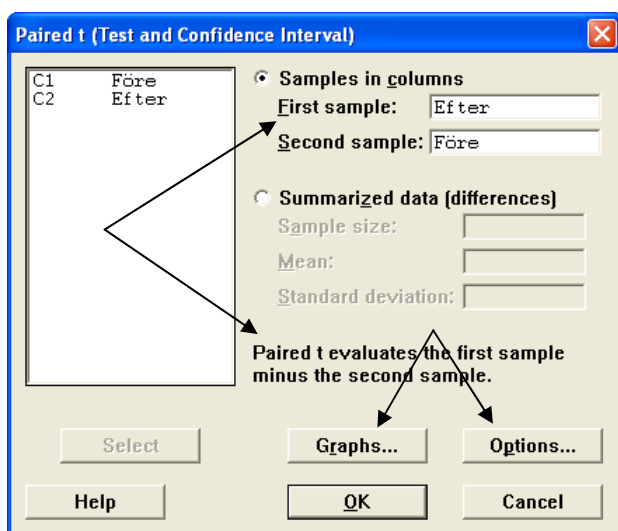 Paired t (Test and Confidence Interval)
C1 Före
C2 Efter
Samples in columns
First sample: Efter
Second sample: Före
Summarized data (differences)
Sample size:
Mean:
Standard deviation:
Paired t evaluates the first sample
minus the second sample.
Select
Graphs...
Options...
Help
OK
Cancel